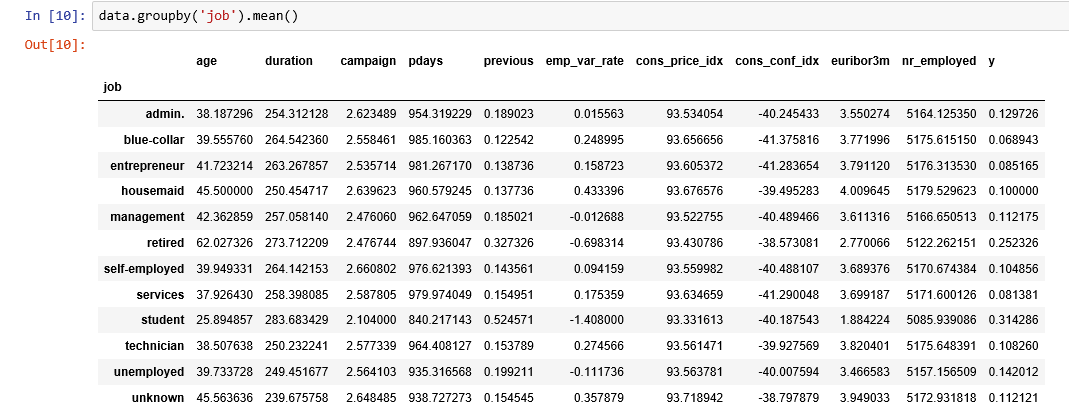 In [10]: data.groupby('job').mean()
Out[10]:
age duration campaign pdays previous emp_var_rate cons_price_idx cons_conf_idx euribor3m nr_employed y
job
admin. 38.187296 254.312128 2.623489 954.319229 0.189023 0.015563 93.534054 -40.245433 3.550274 5164.125350 0.129726
blue-collar 39.555760 264.542360 2.558461 985.160363 0.122542 0.248995 93.656656 -41.375816 3.771996 5175.615150 0.068943
entrepreneur 41.723214 263.267857 2.535714 981.267170 0.138736 0.158723 93.605372 -41.283654 3.791120 5176.313530 0.085165
housemaid 45.500000 250.454717 2.639623 960.579245 0.137736 0.433396 93.676576 -39.495283 4.009645 5179.529623 0.100000
management 42.362859 257.058140 2.476060 962.647059 0.185021 -0.012688 93.522755 -40.489466 3.611316 5166.650513 0.112175
retired 62.027326 273.712209 2.476744 897.936047 0.327326 -0.698314 93.430786 -38.573081 2.770066 5122.262151 0.252326
self-employed 39.949331 264.142153 2.660802 976.621393 0.143561 0.094159 93.559982 -40.488107 3.689376 5170.674384 0.104856
services 37.926430 258.398085 2.587805 979.974049 0.154951 0.175359 93.634659 -41.290048 3.699187 5171.600126 0.081381
student 25.894857 283.683429 2.104000 840.217143 0.524571 -1.408000 93.331613 -40.187543 1.884224 5085.939086 0.314286
technician 38.507638 250.232241 2.577339 964.408127 0.153789 0.274566 93.561471 -39.927569 3.820401 5175.648391 0.108260
unemployed 39.733728 249.451677 2.564103 935.316568 0.199211 -0.111736 93.563781 -40.007594 3.466583 5157.156509 0.142012
unknown 45.563636 239.675758 2.648485 938.727273 0.154545 0.357879 93.718942 -38.797879 3.949033 5172.931818 0.112121